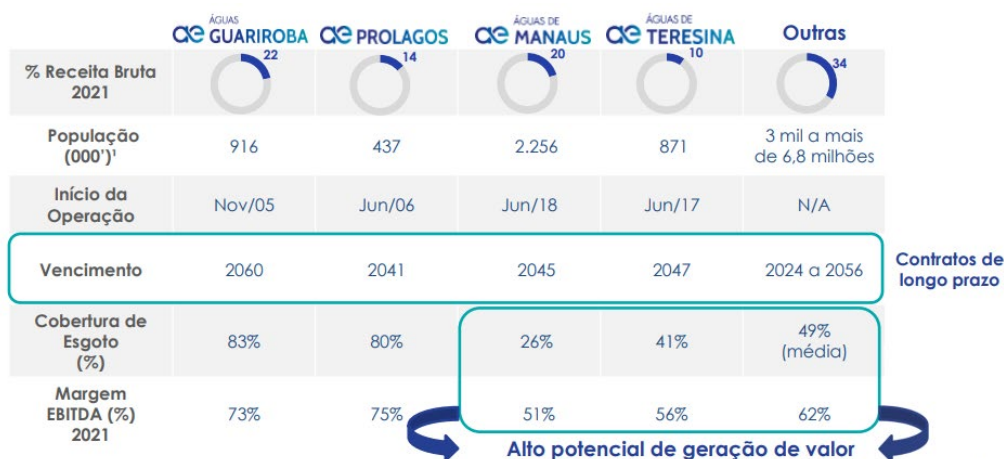 ÁGUAS
ae GUARIROBA
ae PROLAGOS
ÁGUAS DE
ae MANAUS
ÁGUAS DE
ae TERESINA
Outras
% Receita Bruta
2021
22
14
20
10
34
População
(000')¹
916
437
2.256
871
3 mil a mais
de 6,8 milhões
Início da
Operação
Nov/05
Jun/06
Jun/18
Jun/17
N/A
Vencimento
2060
2041
2045
2047
2024 a 2056
Contratos de
longo prazo
Cobertura de
Esgoto
(%)
83%
80%
26%
41%
49%
(média)
Margem
EBITDA (%)
2021
73%
75%
51%
56%
62%
Alto potencial de geração de valor